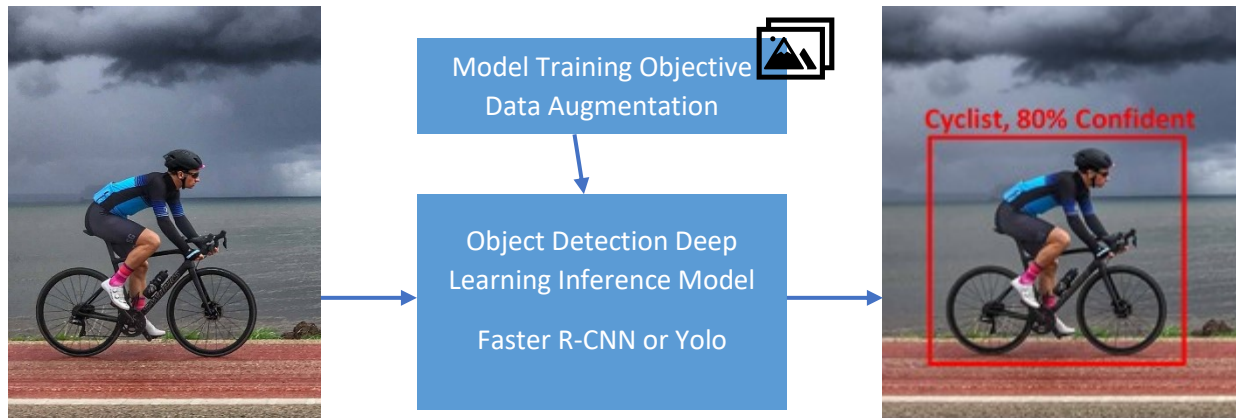 Model Training Objective
Data Augmentation
Object Detection Deep
Learning Inference Model
Faster R-CNN or Yolo
Cyclist, 80% Confident